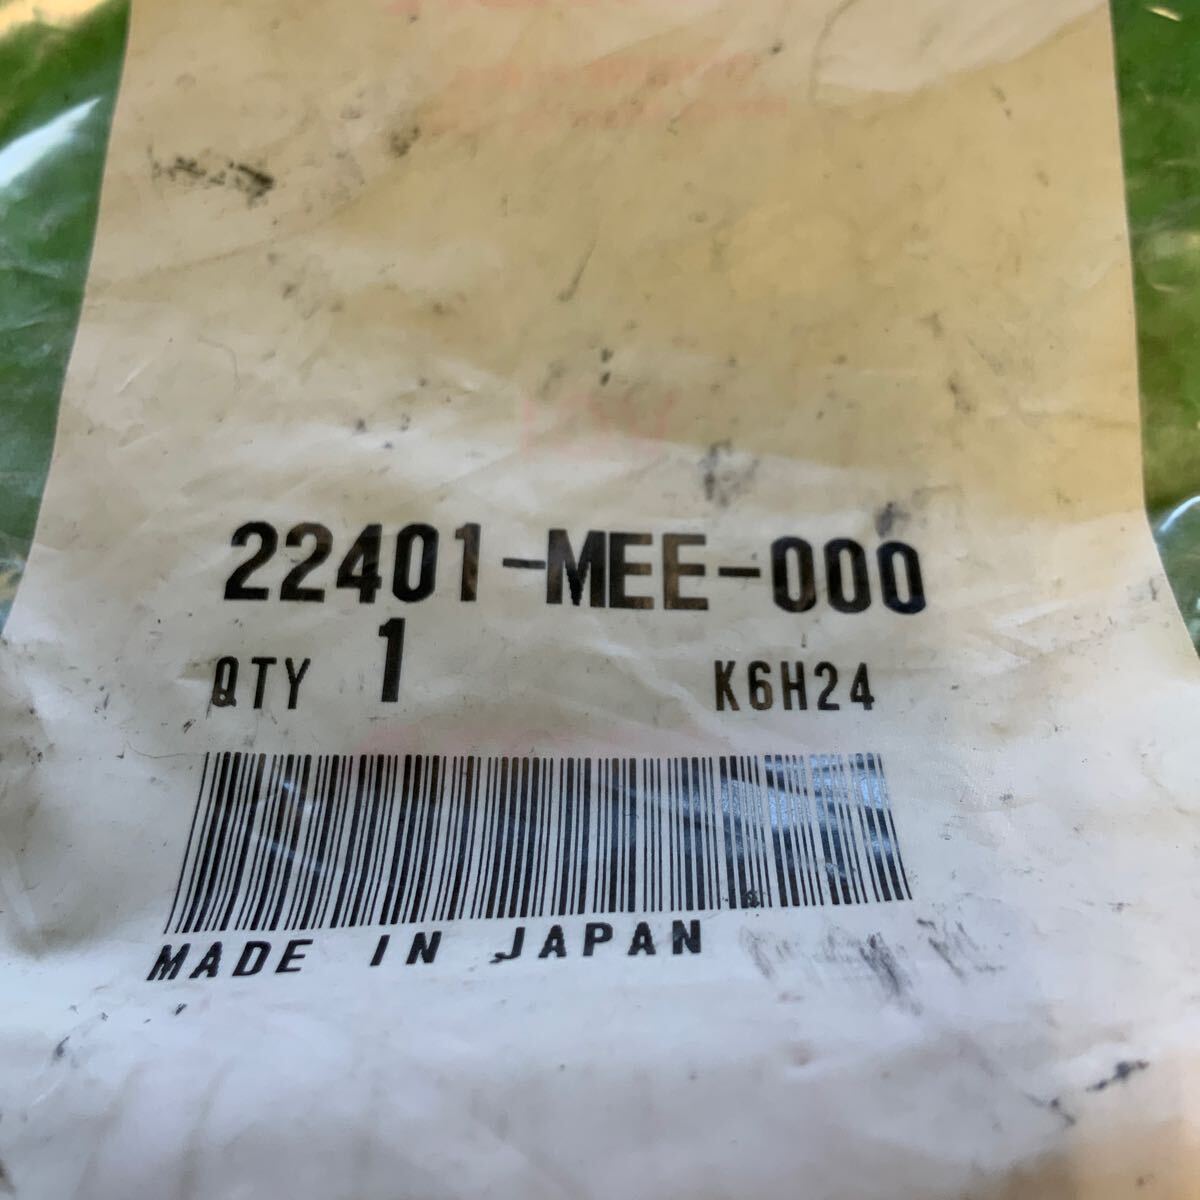 22401-MEE-000
QTY 1 K6H24
MADE IN JAPAN